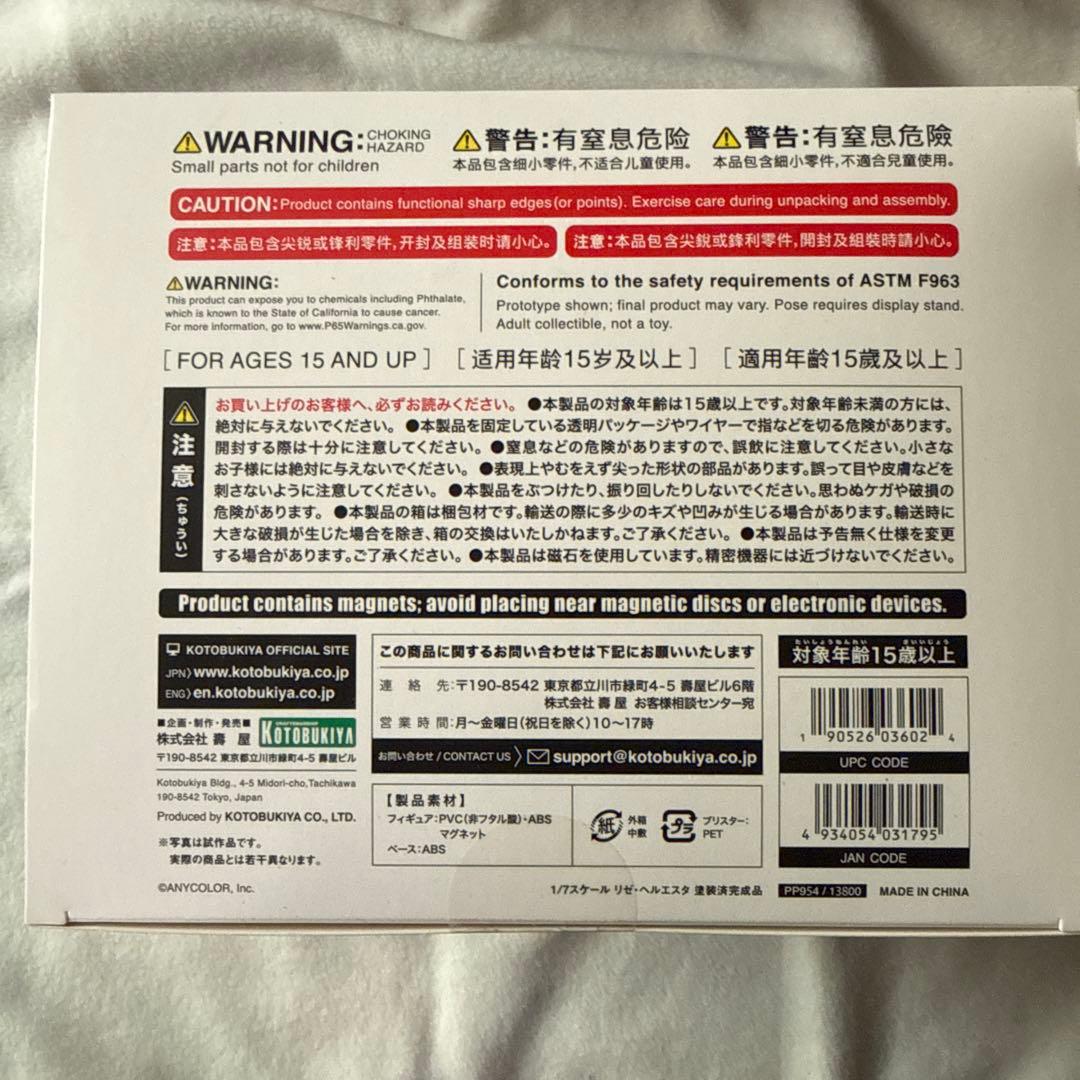 ⚠WARNING: CHOKING HAZARD
Small parts not for children
⚠警告:有窒息危险
本品包含细小零件,不适合儿童使用。
⚠警告:有窒息危險
本品包含細小零件,不適合兒童使用。
CAUTION: Product contains functional sharp edges(or points). Exercise care during unpacking and assembly.
注意:本品包含尖锐或锋利零件,开封及组装时请小心。
注意:本品包含尖銳或鋒利零件,開封及組裝時請小心。
⚠WARNING:
This product can expose you to chemicals including Phthalate,
which is known to the State of California to cause cancer.
For more information, go to www.P65Warnings.ca.gov.
Conforms to the safety requirements of ASTM F963
Prototype shown; final product may vary. Pose requires display stand.
Adult collectible, not a toy.
[FOR AGES 15 AND UP] [适用年龄15岁及以上] [適用年齡15歲及以上]
注意(ちゅうい)
お買い上げのお客様へ、必ずお読みください。 ●本製品の対象年齢は15歳以上です。対象年齢未満の方には、
絶対に与えないでください。 ●本製品を固定している透明パッケージやワイヤーで指などを切る危険があります。
開封する際は十分に注意してください。 ●窒息などの危険がありますので、誤飲に注意してください。小さな
お子様には絶対に与えないでください。 ●表現上やむをえず尖った形状の部品があります。誤って目や皮膚などを
刺さないように注意してください。 ●本製品をぶつけたり、振り回したりしないでください。思わぬケガや破損の
危険があります。 ●本製品の箱は梱包材です。輸送の際に多少のキズや凹みが生じる場合があります。輸送時に
大きな破損が生じた場合を除き、箱の交換はいたしかねます。ご了承ください。 ●本製品は予告無く仕様を変更
する場合があります。ご了承ください。 ●本製品は磁石を使用しています。精密機器には近づけないでください。
Product contains magnets; avoid placing near magnetic discs or electronic devices.
KOTOBUKIYA OFFICIAL SITE
JPN〉www.kotobukiya.co.jp
ENG〉en.kotobukiya.co.jp
■企画・制作・発売■
株式会社 壽 屋
CRAFTSMANSHIP
KOTOBUKIYA
〒190-8542 東京都立川市緑町4-5 壽屋ビル
Kotobukiya Bldg., 4-5 Midori-cho,Tachikawa
190-8542 Tokyo, Japan
Produced by KOTOBUKIYA CO., LTD.
※写真は試作品です。
実際の商品とは若干異なります。
©ANYCOLOR, Inc.
この商品に関するお問い合わせは下記にお願いいたします
連 絡 先:〒190-8542 東京都立川市緑町4-5 壽屋ビル6階
株式会社 壽 屋 お客様相談センター宛
営業時間:月〜金曜日(祝日を除く)10〜17時
お問い合わせ / CONTACT US 〉 support@kotobukiya.co.jp
【製品素材】
フィギュア:PVC(非フタル酸)・ABS
マグネット
ベース:ABS
紙 外箱
中敷
プラ ブリスター:
PET
たいしょうねんれい さいいじょう
対象年齢15歳以上
1 90526 03602 4
UPC CODE
4 934054 031795
JAN CODE
1/7スケール リゼ・ヘルエスタ 塗装済完成品
PP954 / 13800
MADE IN CHINA